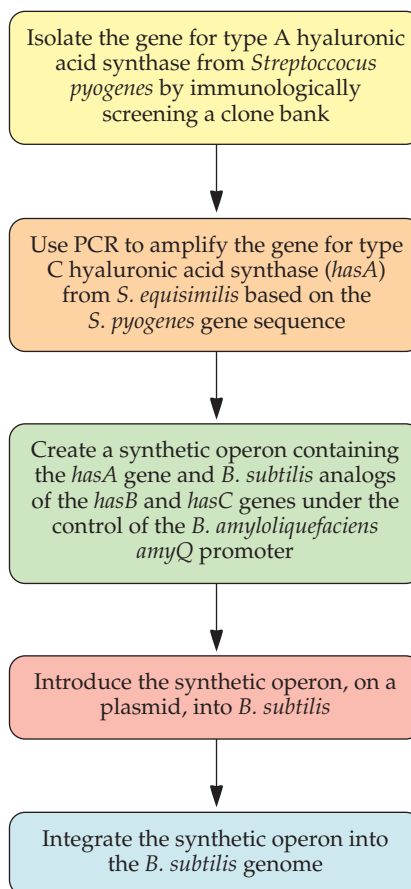 Isolate the gene for type A hyaluronic
acid synthase from Streptoccocus
pyogenes by immunologically
screening a clone bank
Use PCR to amplify the gene for type
C hyaluronic acid synthase (hasA)
from S. equisimilis based on the
S. pyogenes gene sequence
Create a synthetic operon containing
the hasA gene and B. subtilis analogs
of the hasB and hasC genes under the
control of the B. amyloliquefaciens
amyQ promoter
Introduce the synthetic operon, on a
plasmid, into B. subtilis
Integrate the synthetic operon into
the B. subtilis genome